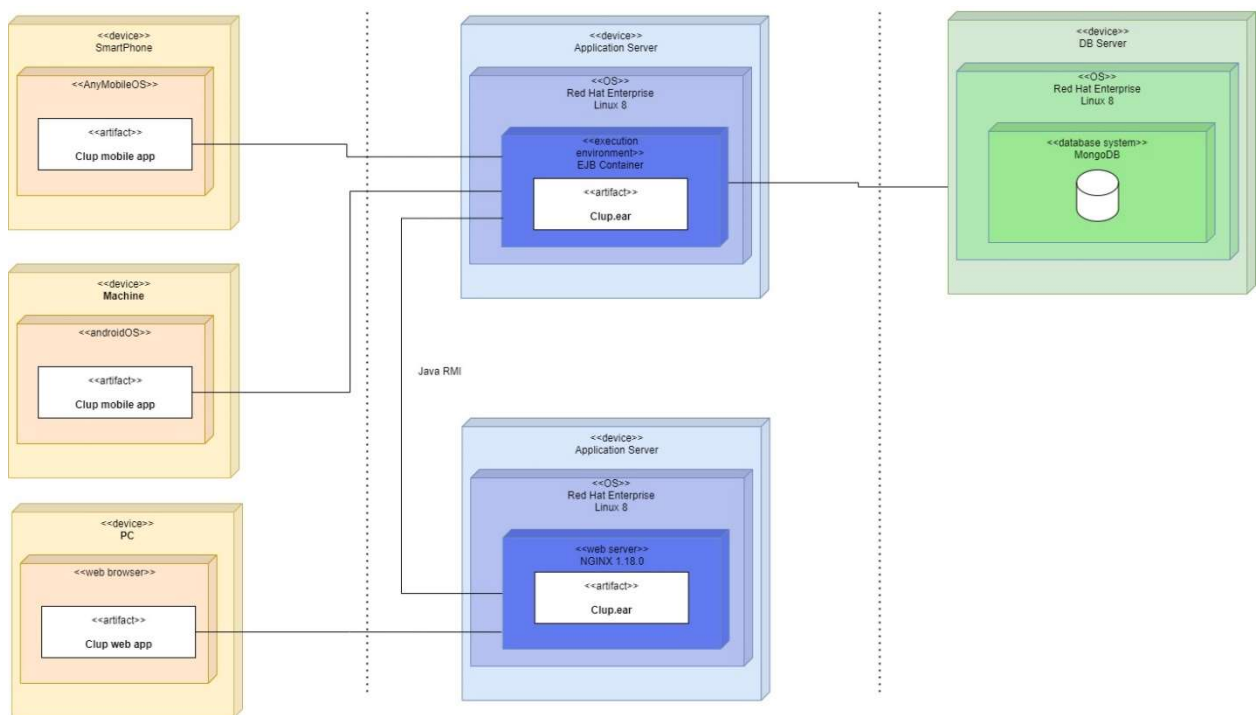 <<device>>
SmartPhone
<<AnyMobileOS>>
<<artifact>>
Clup mobile app
<<device>>
Machine
<<androidOS>>
<<artifact>>
Clup mobile app
<<device>>
PC
<<web browser>>
<<artifact>>
Clup web app
<<device>>
Application Server
<<OS>>
Red Hat Enterprise
Linux 8
<<execution
environment>>
EJB Container
<<artifact>>
Clup.ear
Java RMI
<<device>>
Application Server
<<OS>>
Red Hat Enterprise
Linux 8
<<web server>>
NGINX 1.18.0
<<artifact>>
Clup.ear
<<device>>
DB Server
<<OS>>
Red Hat Enterprise
Linux 8
<<database system>>
MongoDB